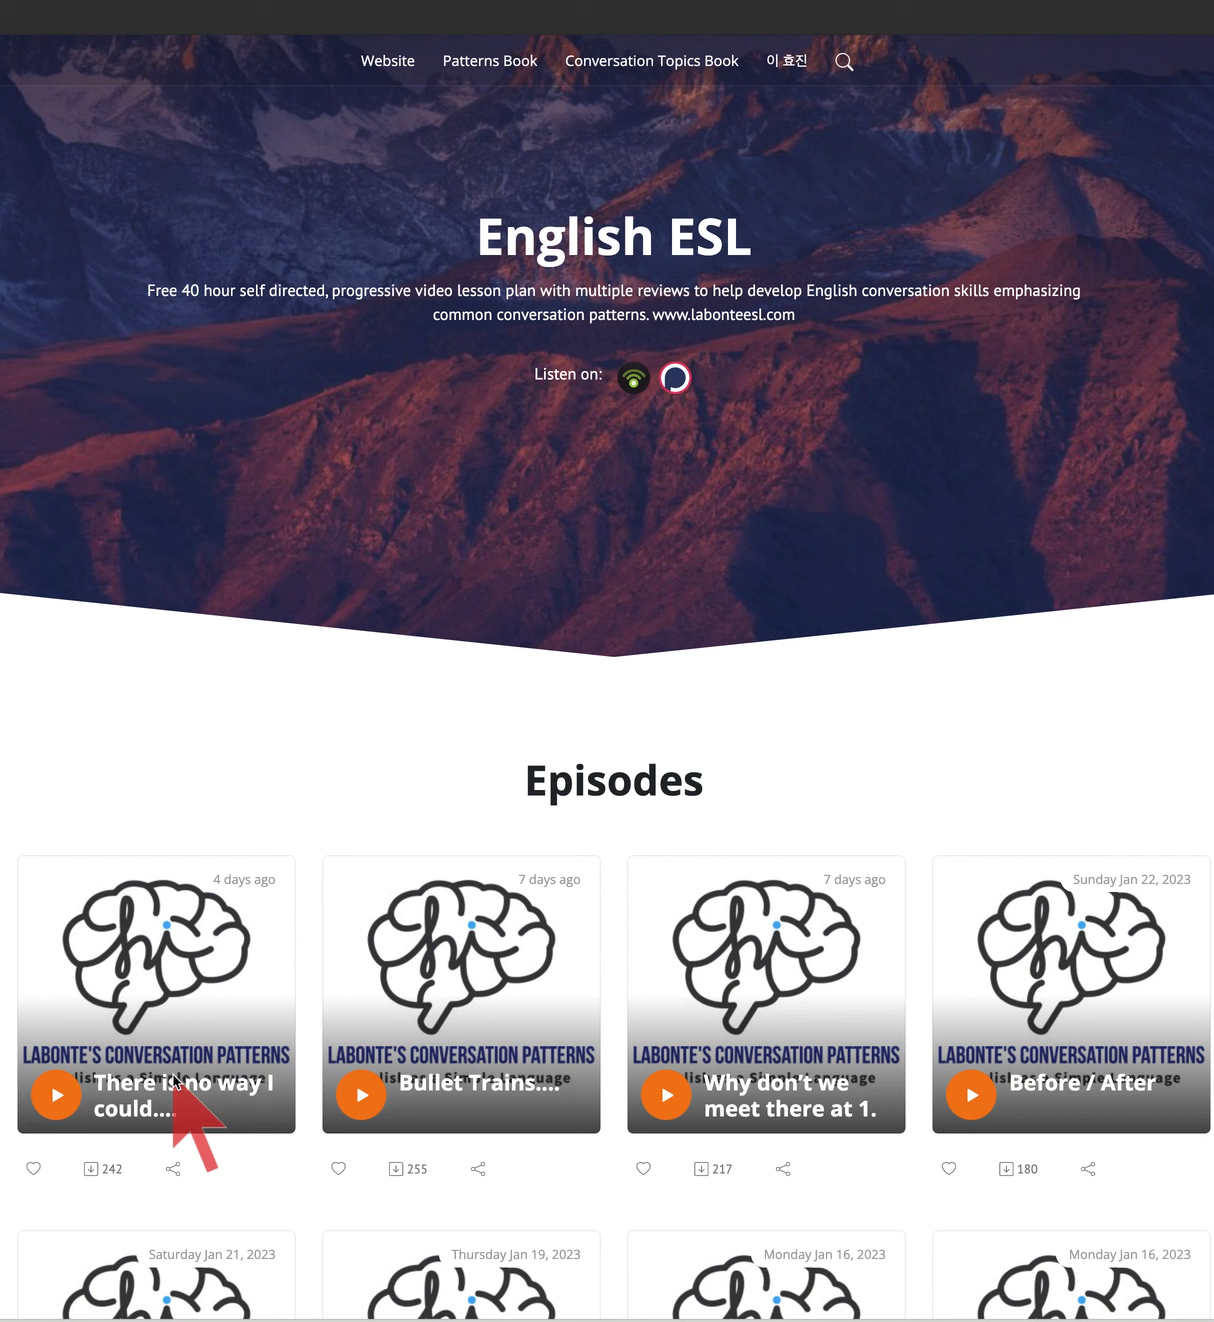 Website
Patterns Book
Conversation Topics Book
이 효진
English ESL
Free 40 hour self directed, progressive video lesson plan with multiple reviews to help develop English conversation skills emphasizing
common conversation patterns. www.labonteesl.com
Listen on:
Episodes
4 days ago
LABONTE'S CONVERSATION PATTERNS
There is no way I
could....
242
7 days ago
LABONTE'S CONVERSATION PATTERNS
Bullet Trains....
255
7 days ago
LABONTE'S CONVERSATION PATTERNS
Why don't we
meet there at 1.
217
Sunday Jan 22, 2023
LABONTE'S CONVERSATION PATTERNS
Before / After
180
Saturday Jan 21, 2023
Thursday Jan 19, 2023
Monday Jan 16, 2023
Monday Jan 16, 2023